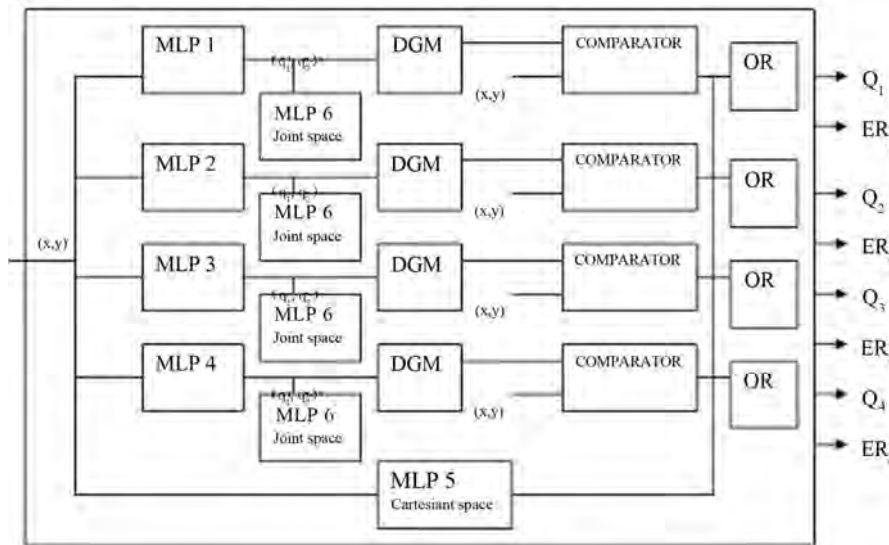 MLP 1
DGM
COMPARATOR
OR
(x,y)
Q1
MLP 6
Joint space
ER
MLP 2
DGM
COMPARATOR
OR
(x,y)
Q2
MLP 6
Joint space
ER
(x,y)
MLP 3
DGM
COMPARATOR
OR
(x,y)
Q3
MLP 6
Joint space
ER
MLP 4
DGM
COMPARATOR
OR
(x,y)
Q4
MLP 6
Joint space
ER
MLP 5
Cartesiant space